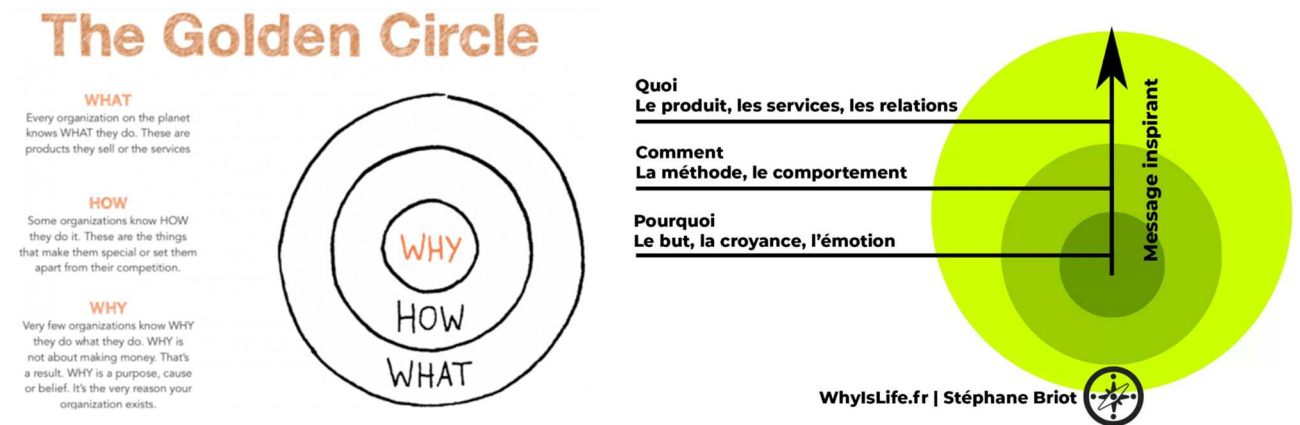 The Golden Circle
WHAT
Every organization on the planet
knows WHAT they do. These are
products they sell or the services
HOW
Some organizations know HOW
they do it. These are the things
that make them special or set them
apart from their competition.
WHY
Very few organizations know WHY
they do what they do. WHY is
not about making money. That's
a result. WHY is a purpose, cause
or belief. It's the very reason your
organization exists.
WHY
HOW
WHAT
Quoi
Le produit, les services, les relations
Comment
La méthode, le comportement
Pourquoi
Le but, la croyance, l'émotion
Message inspirant
WhyIsLife.fr | Stéphane Briot